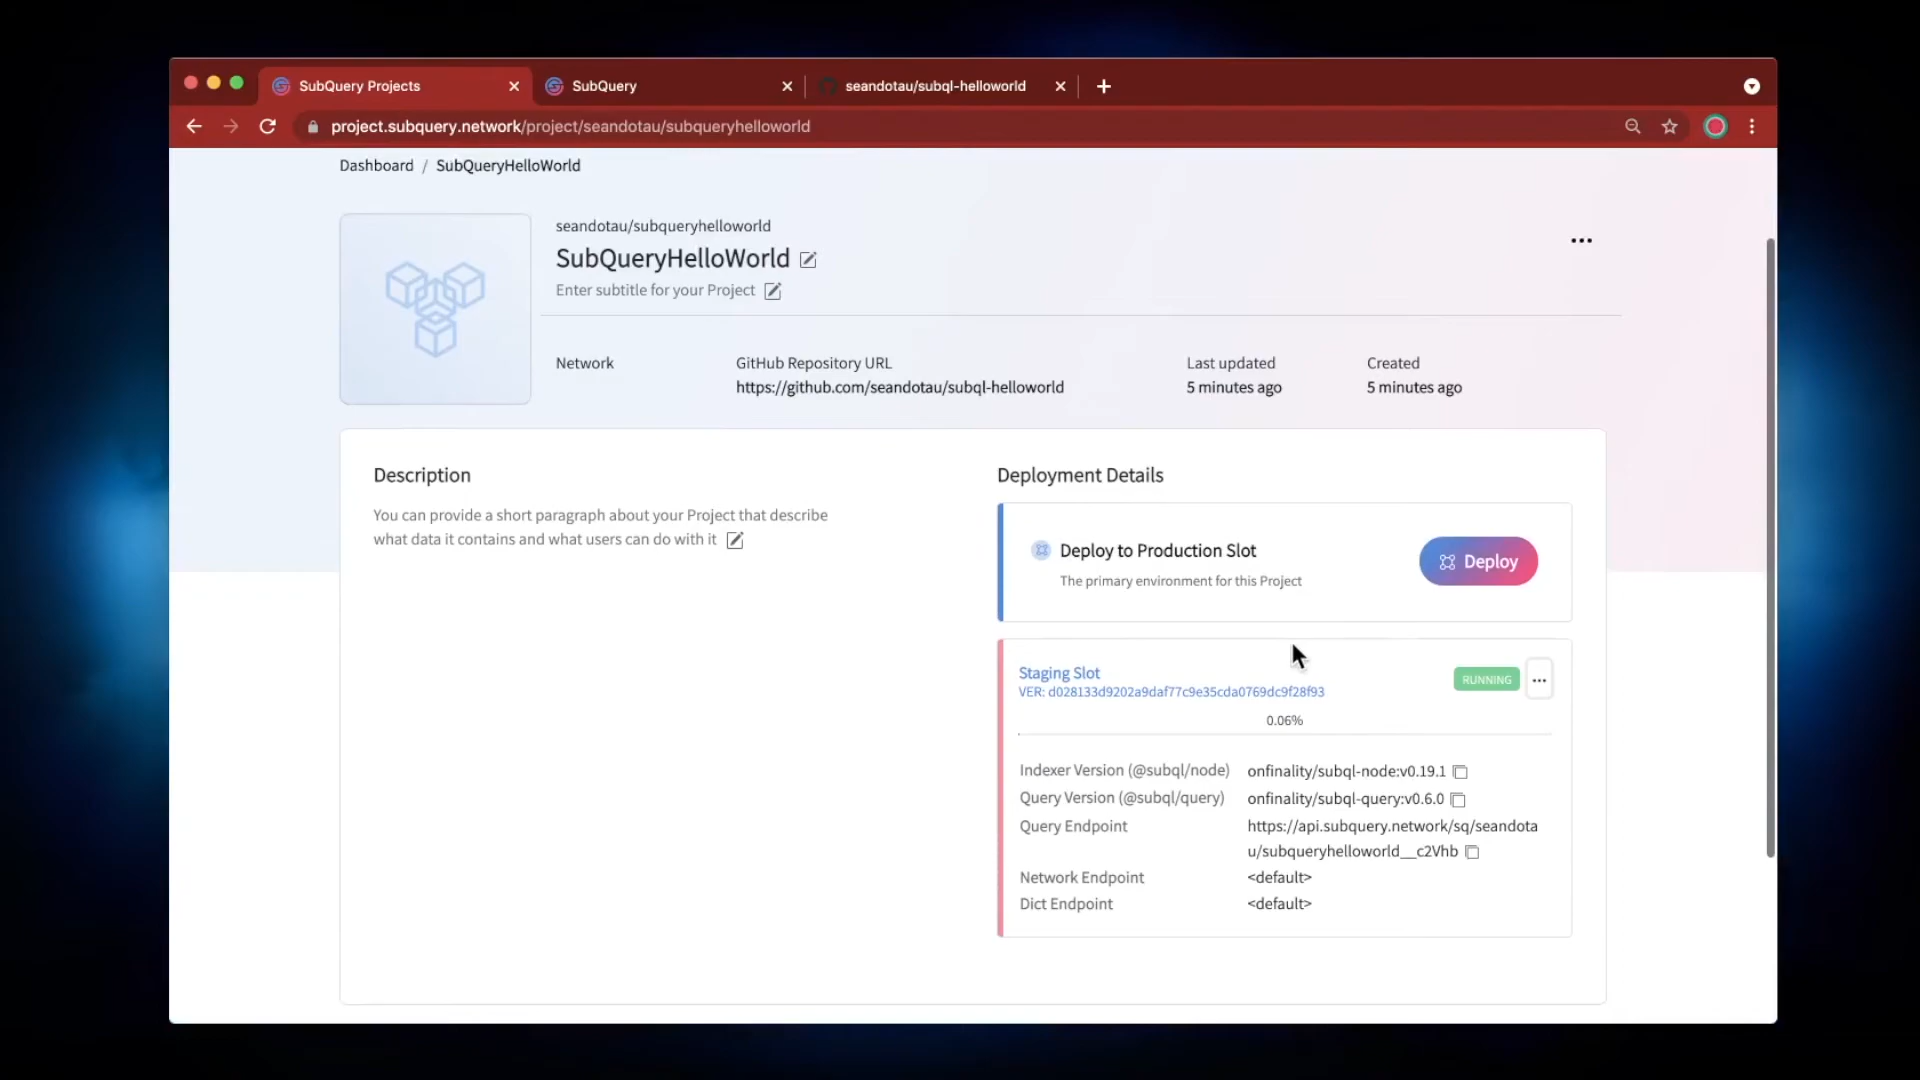 SubQuery Projects
SubQuery
seandotau/subql-helloworld
project.subquery.network/project/seandotau/subqueryhelloworld
Dashboard / SubQueryHelloWorld
seandotau/subqueryhelloworld
SubQueryHelloWorld
Enter subtitle for your Project
Network
GitHub Repository URL
https://github.com/seandotau/subql-helloworld
Last updated
5 minutes ago
Created
5 minutes ago
Description
You can provide a short paragraph about your Project that describe
what data it contains and what users can do with it
Deployment Details
Deploy to Production Slot
The primary environment for this Project
Deploy
Staging Slot
VER: d028133d9202a9daf77c9e35cda0769dc9f28f93
RUNNING
0.06%
Indexer Version (@subql/node) onfinality/subql-node:v0.19.1
Query Version (@subql/query) onfinality/subql-query:v0.6.0
Query Endpoint https://api.subquery.network/sq/seandota
u/subqueryhelloworld__c2Vhb
Network Endpoint <default>
Dict Endpoint <default>